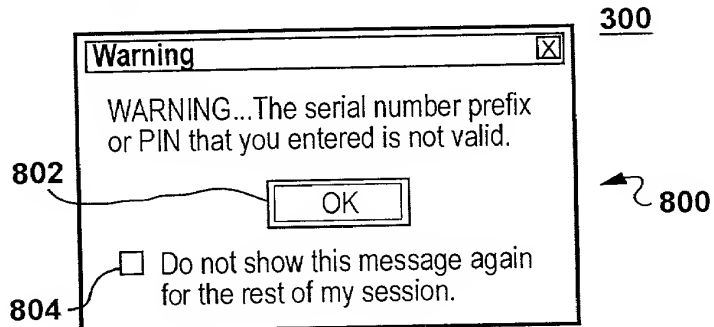 300
Warning
X
WARNING...The serial number prefix
or PIN that you entered is not valid.
802
OK
800
Do not show this message again
for the rest of my session.
804